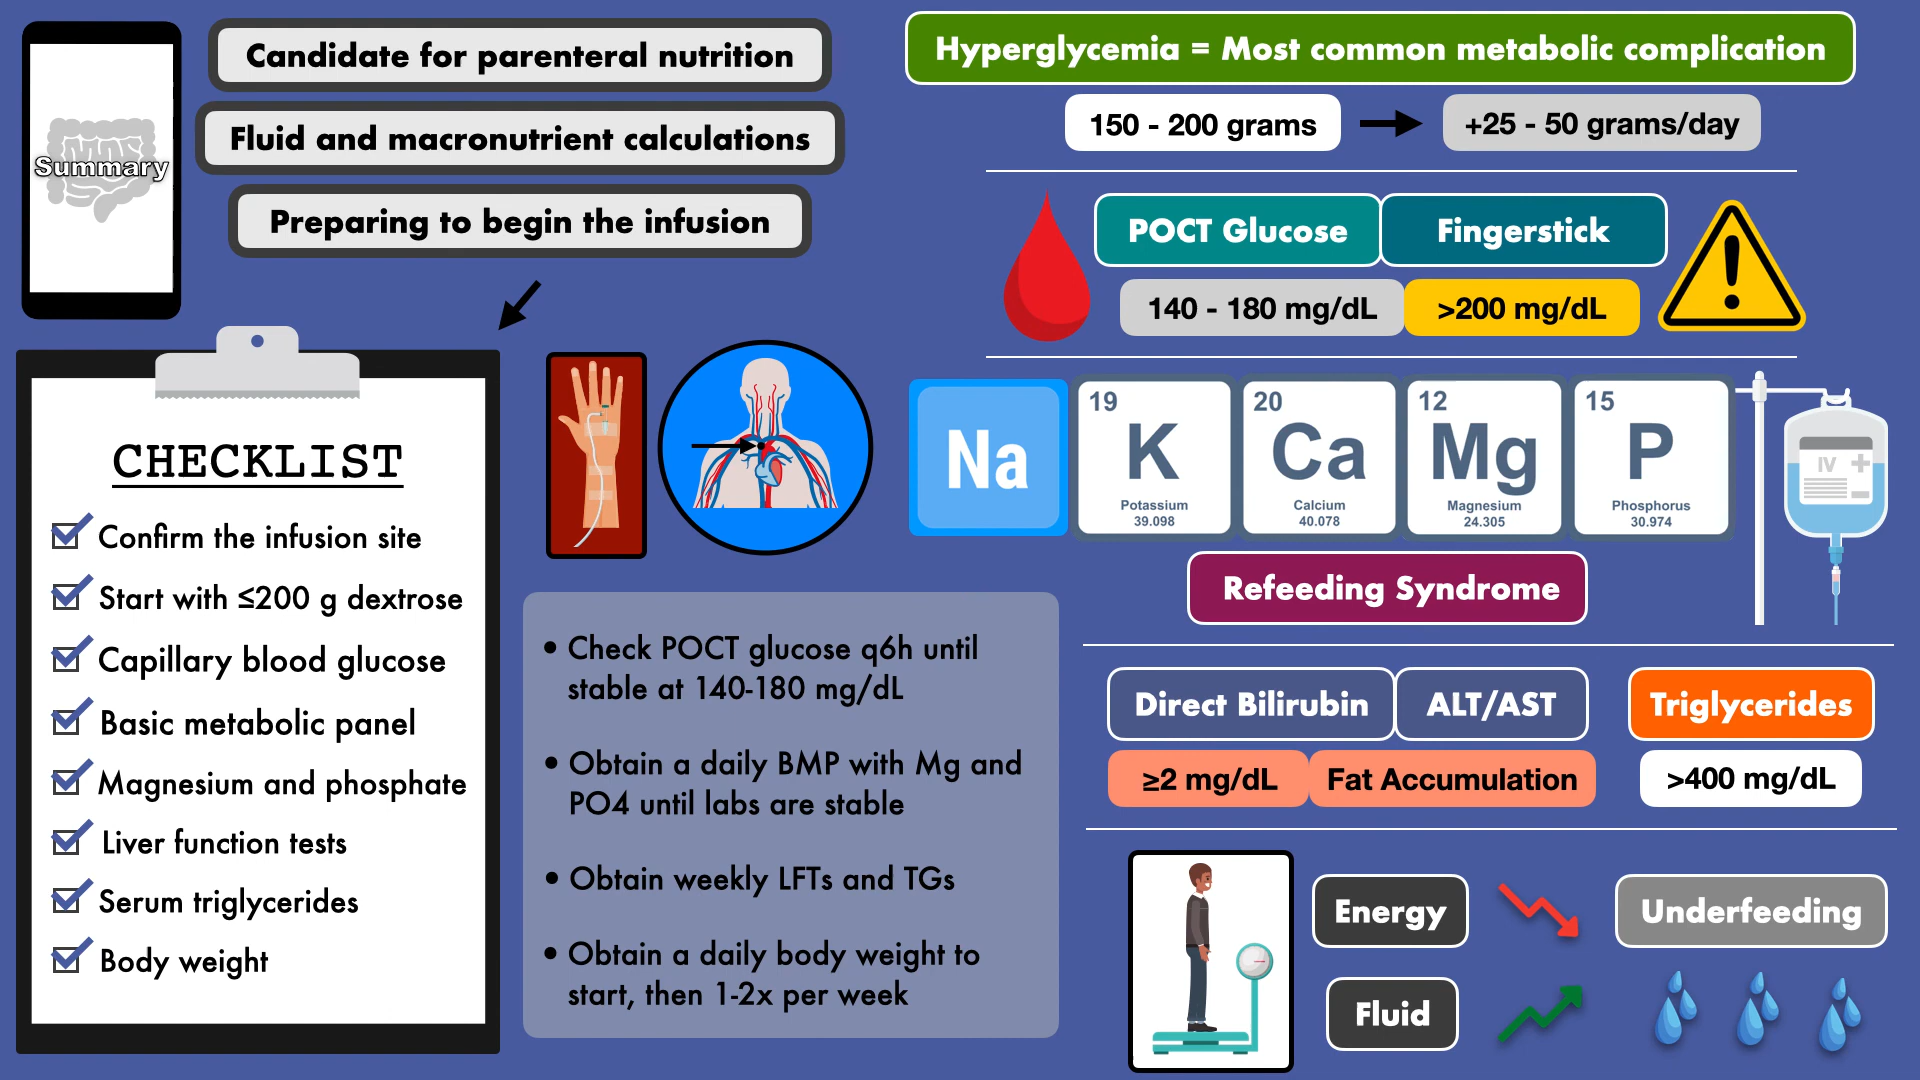 Summary
Candidate for parenteral nutrition
Fluid and macronutrient calculations
Preparing to begin the infusion
CHECKLIST
Confirm the infusion site
Start with ≤200 g dextrose
Capillary blood glucose
Basic metabolic panel
Magnesium and phosphate
Liver function tests
Serum triglycerides
Body weight
• Check POCT glucose q6h until
stable at 140-180 mg/dL
• Obtain a daily BMP with Mg and
PO4 until labs are stable
• Obtain weekly LFTs and TGs
• Obtain a daily body weight to
start, then 1-2x per week
Hyperglycemia = Most common metabolic complication
150 - 200 grams
+25 - 50 grams/day
POCT Glucose
Fingerstick
140 - 180 mg/dL
>200 mg/dL
Na
19
K
Potassium
39.098
20
Ca
Calcium
40.078
12
Mg
Magnesium
24.305
15
P
Phosphorus
30.974
IV
Refeeding Syndrome
Direct Bilirubin
ALT/AST
Triglycerides
≥2 mg/dL
Fat Accumulation
>400 mg/dL
Energy
Underfeeding
Fluid